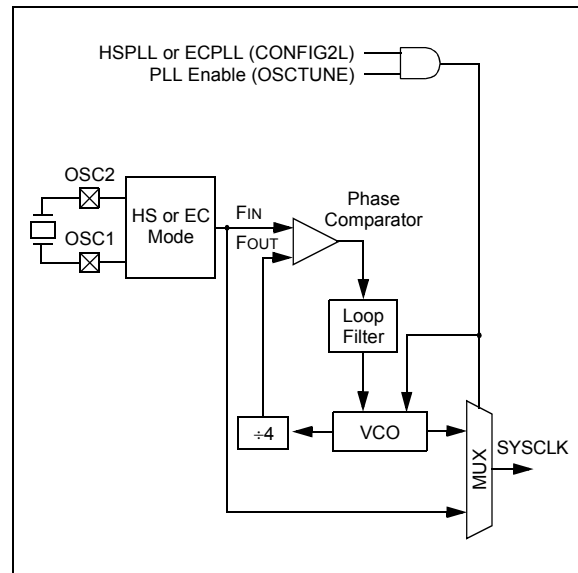 HSPLL or ECPLL (CONFIG2L)
PLL Enable (OSCTUNE)
OSC2
OSC1
HS or EC
Mode
FIN
FOUT
Phase
Comparator
Loop
Filter
÷4
VCO
MUX
SYSCLK